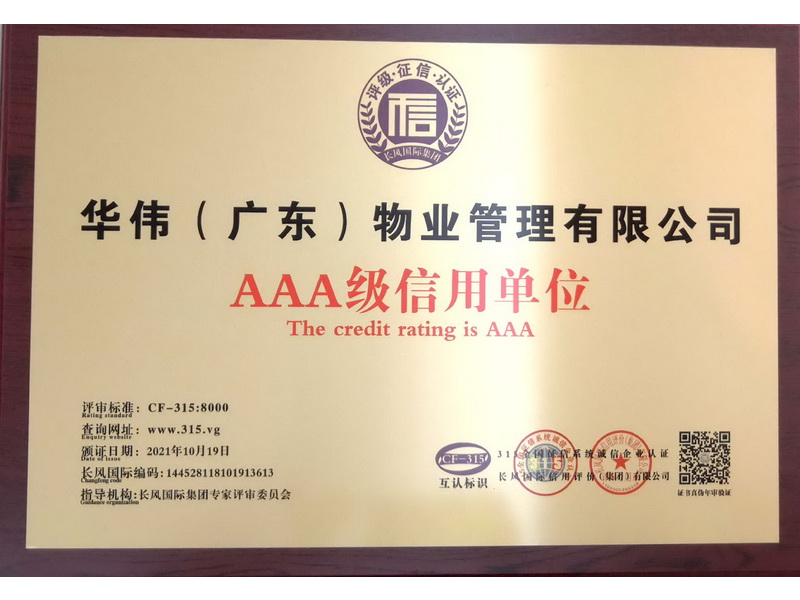 评级·征信·认证
信
长风国际集团
华伟（广东）物业管理有限公司
AAA级信用单位
The credit rating is AAA
评审标准：CF-315:8000
Rating standard
查询网址：www.315.vg
Enquiry website
颁证日期：2021年10月19日
Date of issue
长风国际编码：144528118101913613
Changfeng code
指导机构:长风国际集团专家评审委员会
Guidance organization
CF-315
互认标识
315全国征信系统诚信企业认证
长风国际信用评价(集团)有限公司
证书真伪年审验证